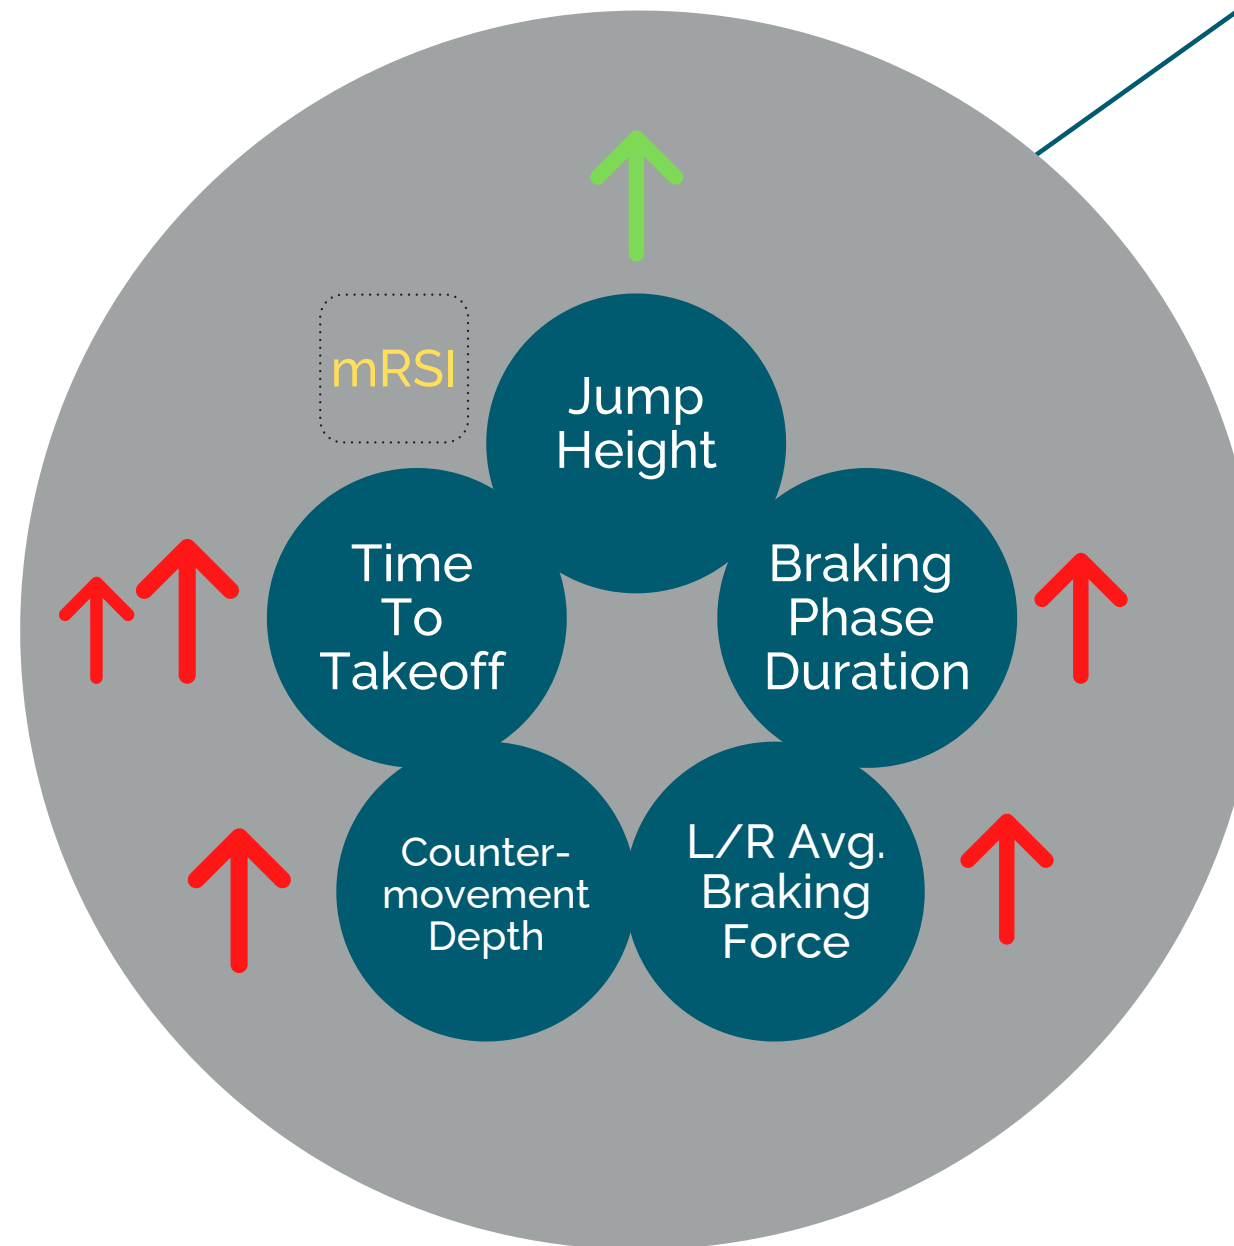 mRSI
Jump
Height
Time
To
Takeoff
Braking
Phase
Duration
Counter-
movement
Depth
L/R Avg.
Braking
Force